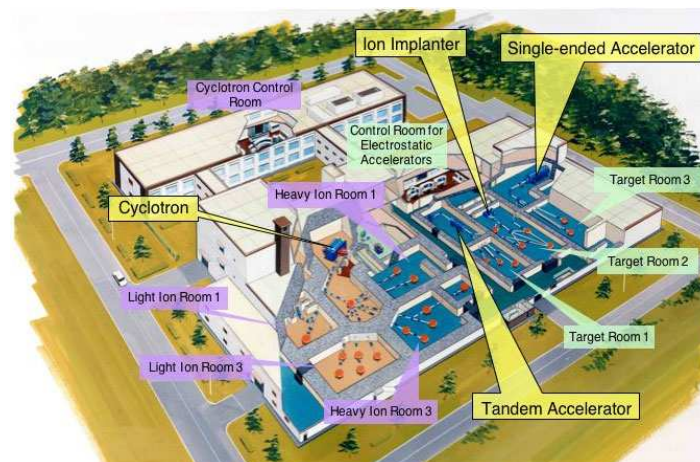 Ion Implanter
Single-ended Accelerator
Cyclotron Control
Room
Control Room for
Electrostatic
Accelerators
Target Room 3
Heavy Ion Room 1
Cyclotron
Target Room 2
Light Ion Room 1
Target Room 1
Light Ion Room 3
Heavy Ion Room 3
Tandem Accelerator